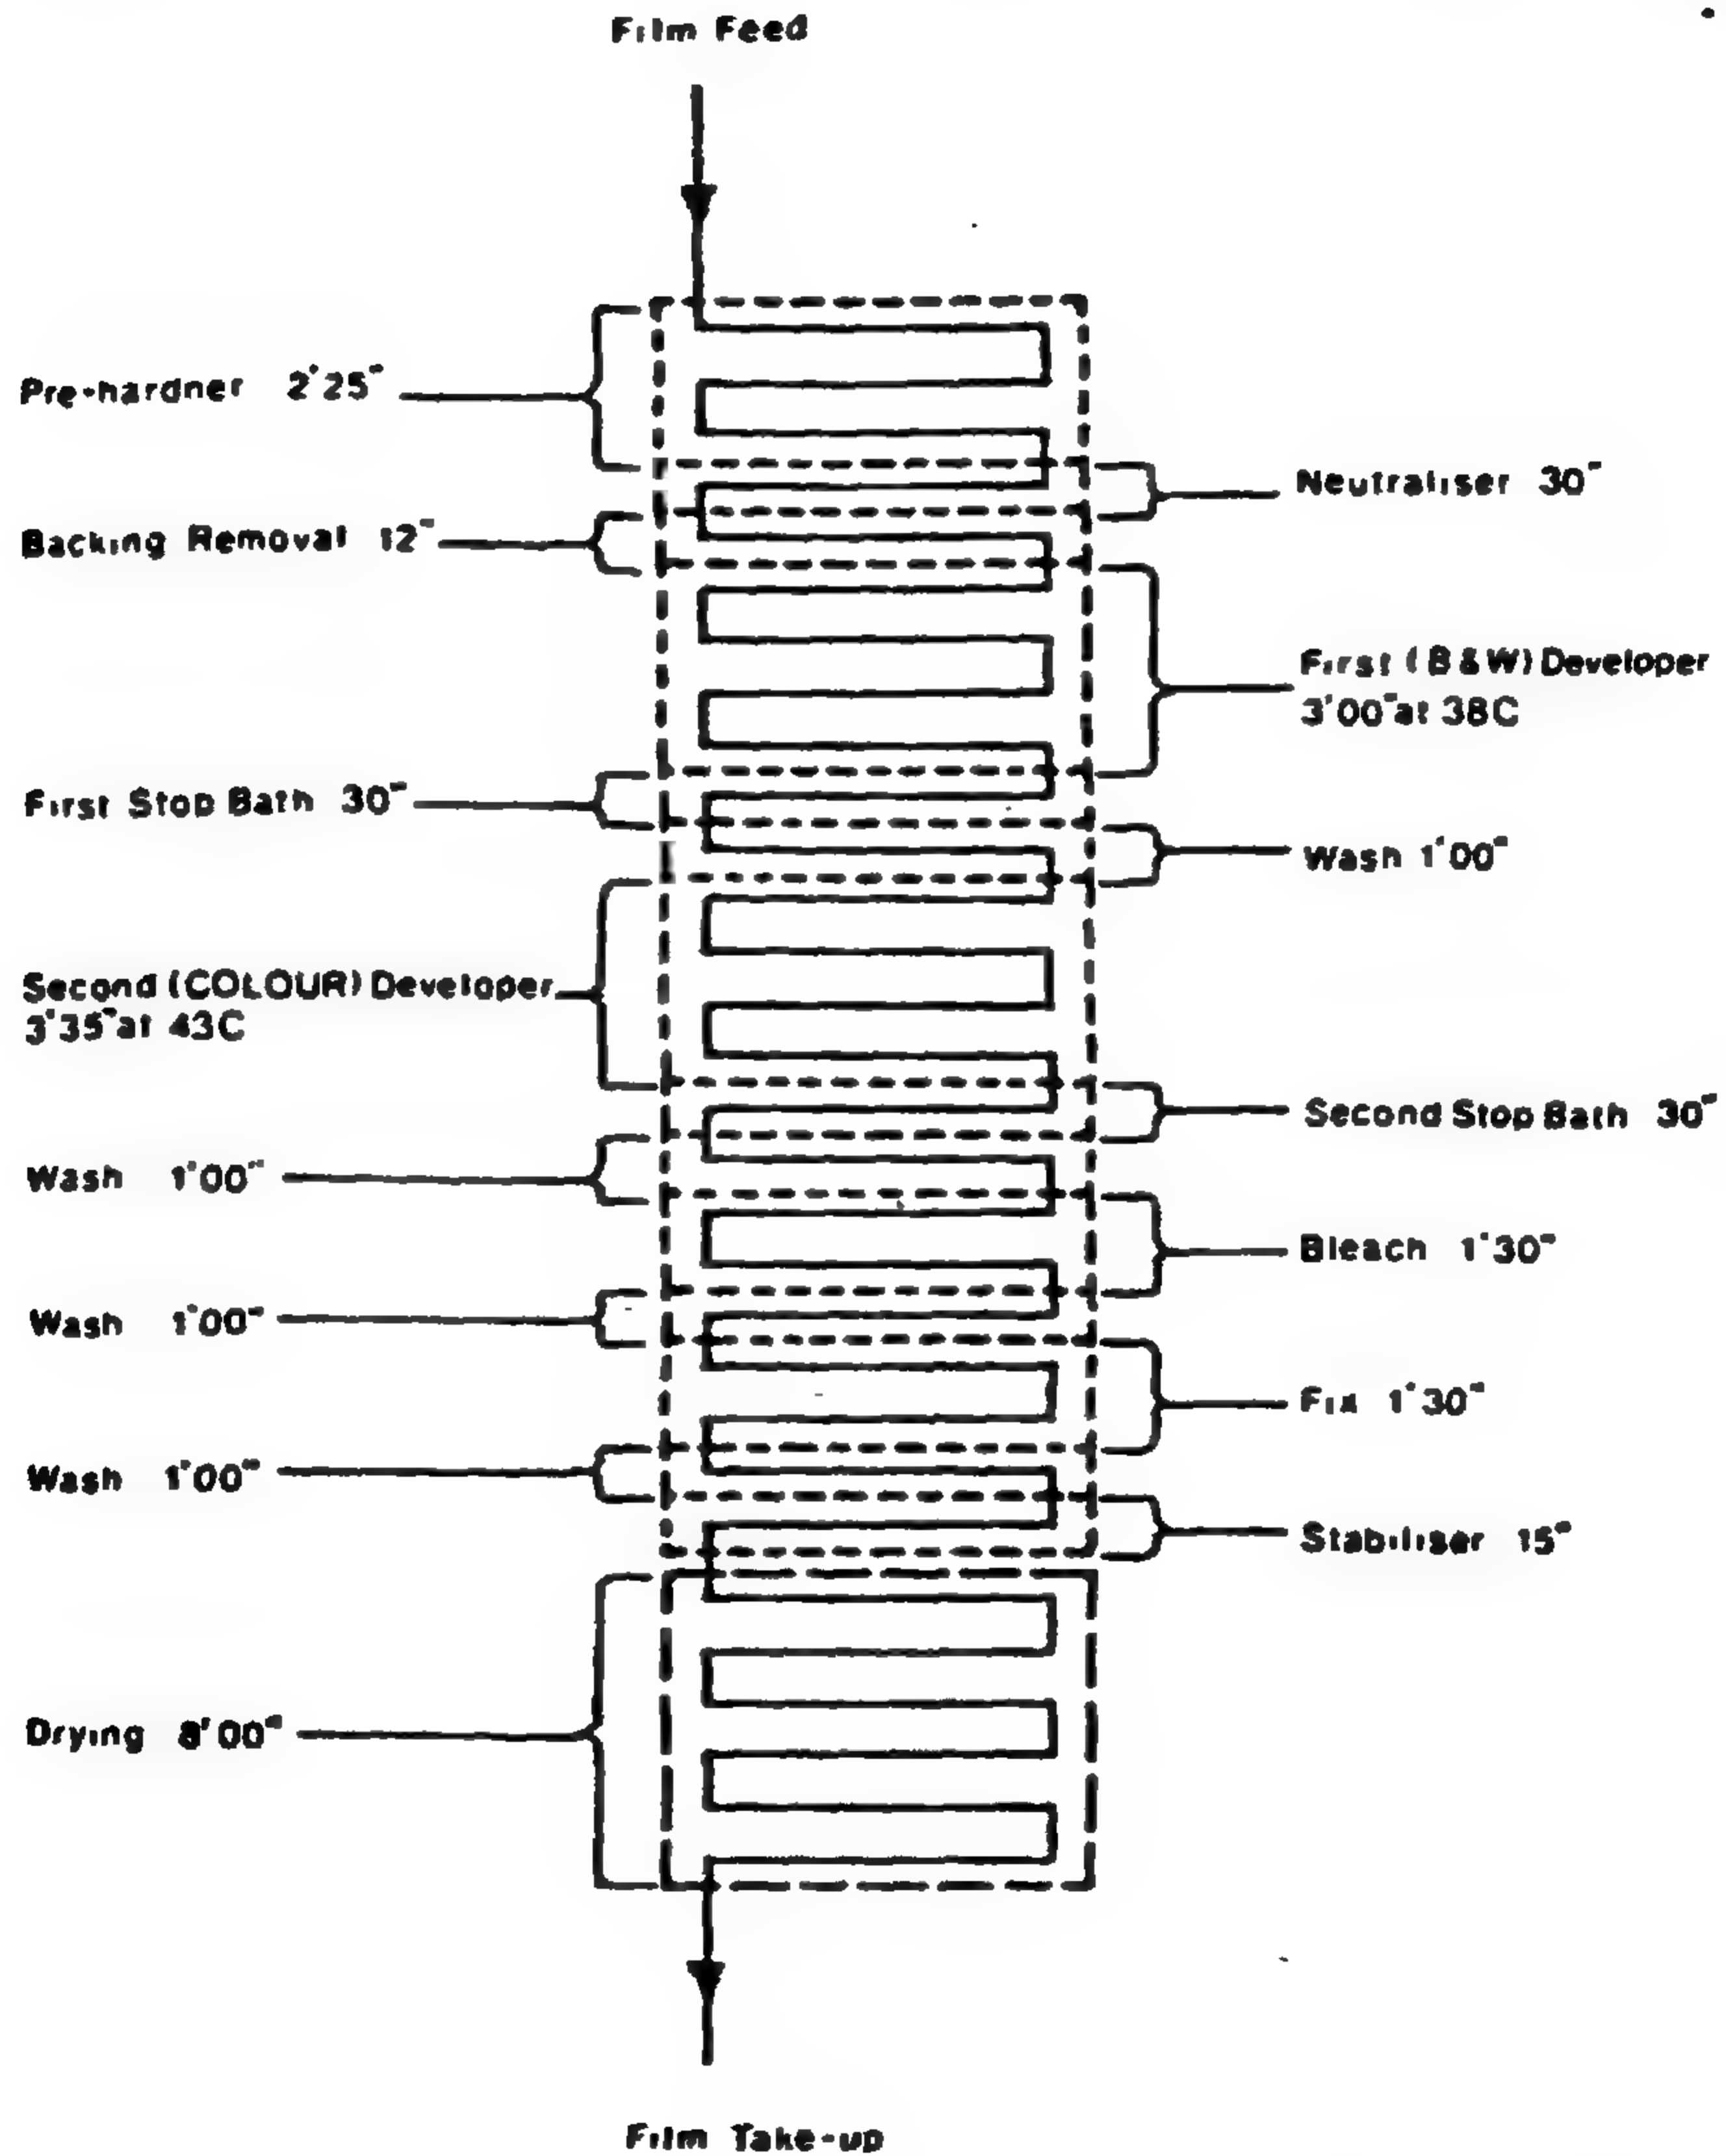 Film Feed
Pre-hardner 2'25"
Neutraliser 30"
Backing Removal 12"
First (B & W) Developer
3'00" at 38C
First Stop Bath 30"
Wash 1'00"
Second (COLOUR) Developer
3'35" at 43C
Second Stop Bath 30"
Wash 1'00"
Bleach 1'30"
Wash 1'00"
Fix 1'30"
Wash 1'00"
Stabiliser 15"
Drying 8'00"
Film Take-up